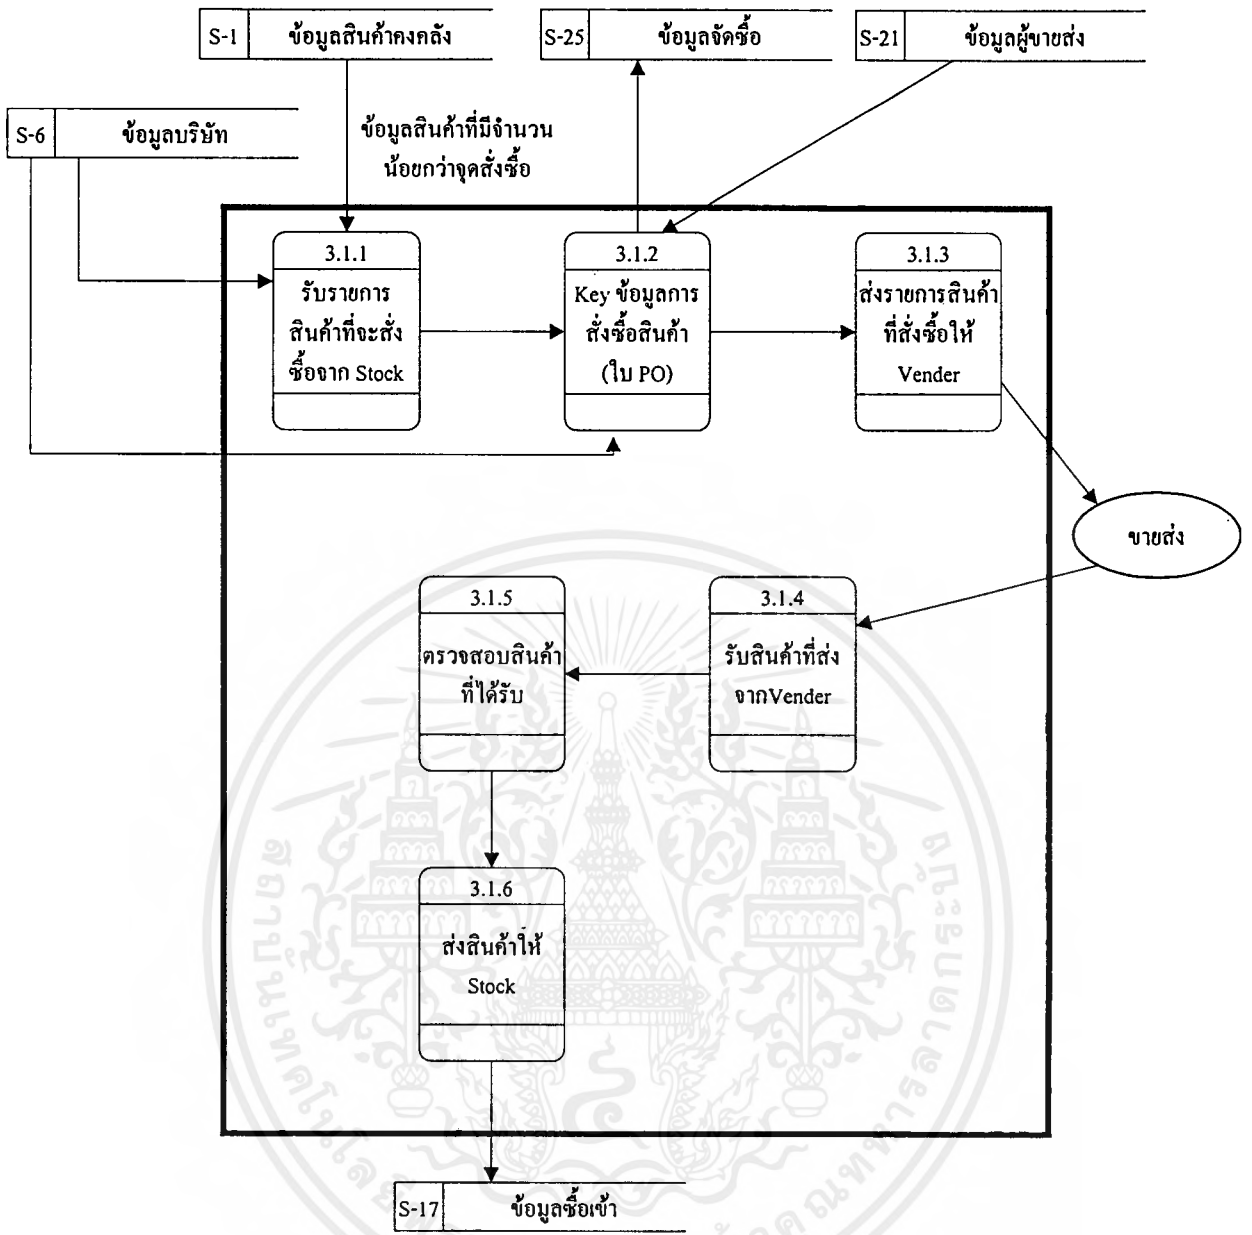 S-1 ข้อมูลสินค้าคงคลัง
S-25 ข้อมูลจัดซื้อ
S-21 ข้อมูลผู้ขายส่ง
S-6 ข้อมูลบริษัท
ข้อมูลสินค้าที่มีจำนวน
น้อยกว่าจุดสั่งซื้อ
3.1.1
รับรายการ
สินค้าที่จะสั่ง
ซื้อจาก Stock
3.1.2
Key ข้อมูลการ
สั่งซื้อสินค้า
(ใบ PO)
3.1.3
ส่งรายการสินค้า
ที่สั่งซื้อให้
Vender
ขายส่ง
3.1.4
รับสินค้าที่ส่ง
จากVender
3.1.5
ตรวจสอบสินค้า
ที่ได้รับ
3.1.6
ส่งสินค้าให้
Stock
S-17 ข้อมูลซื้อเข้า